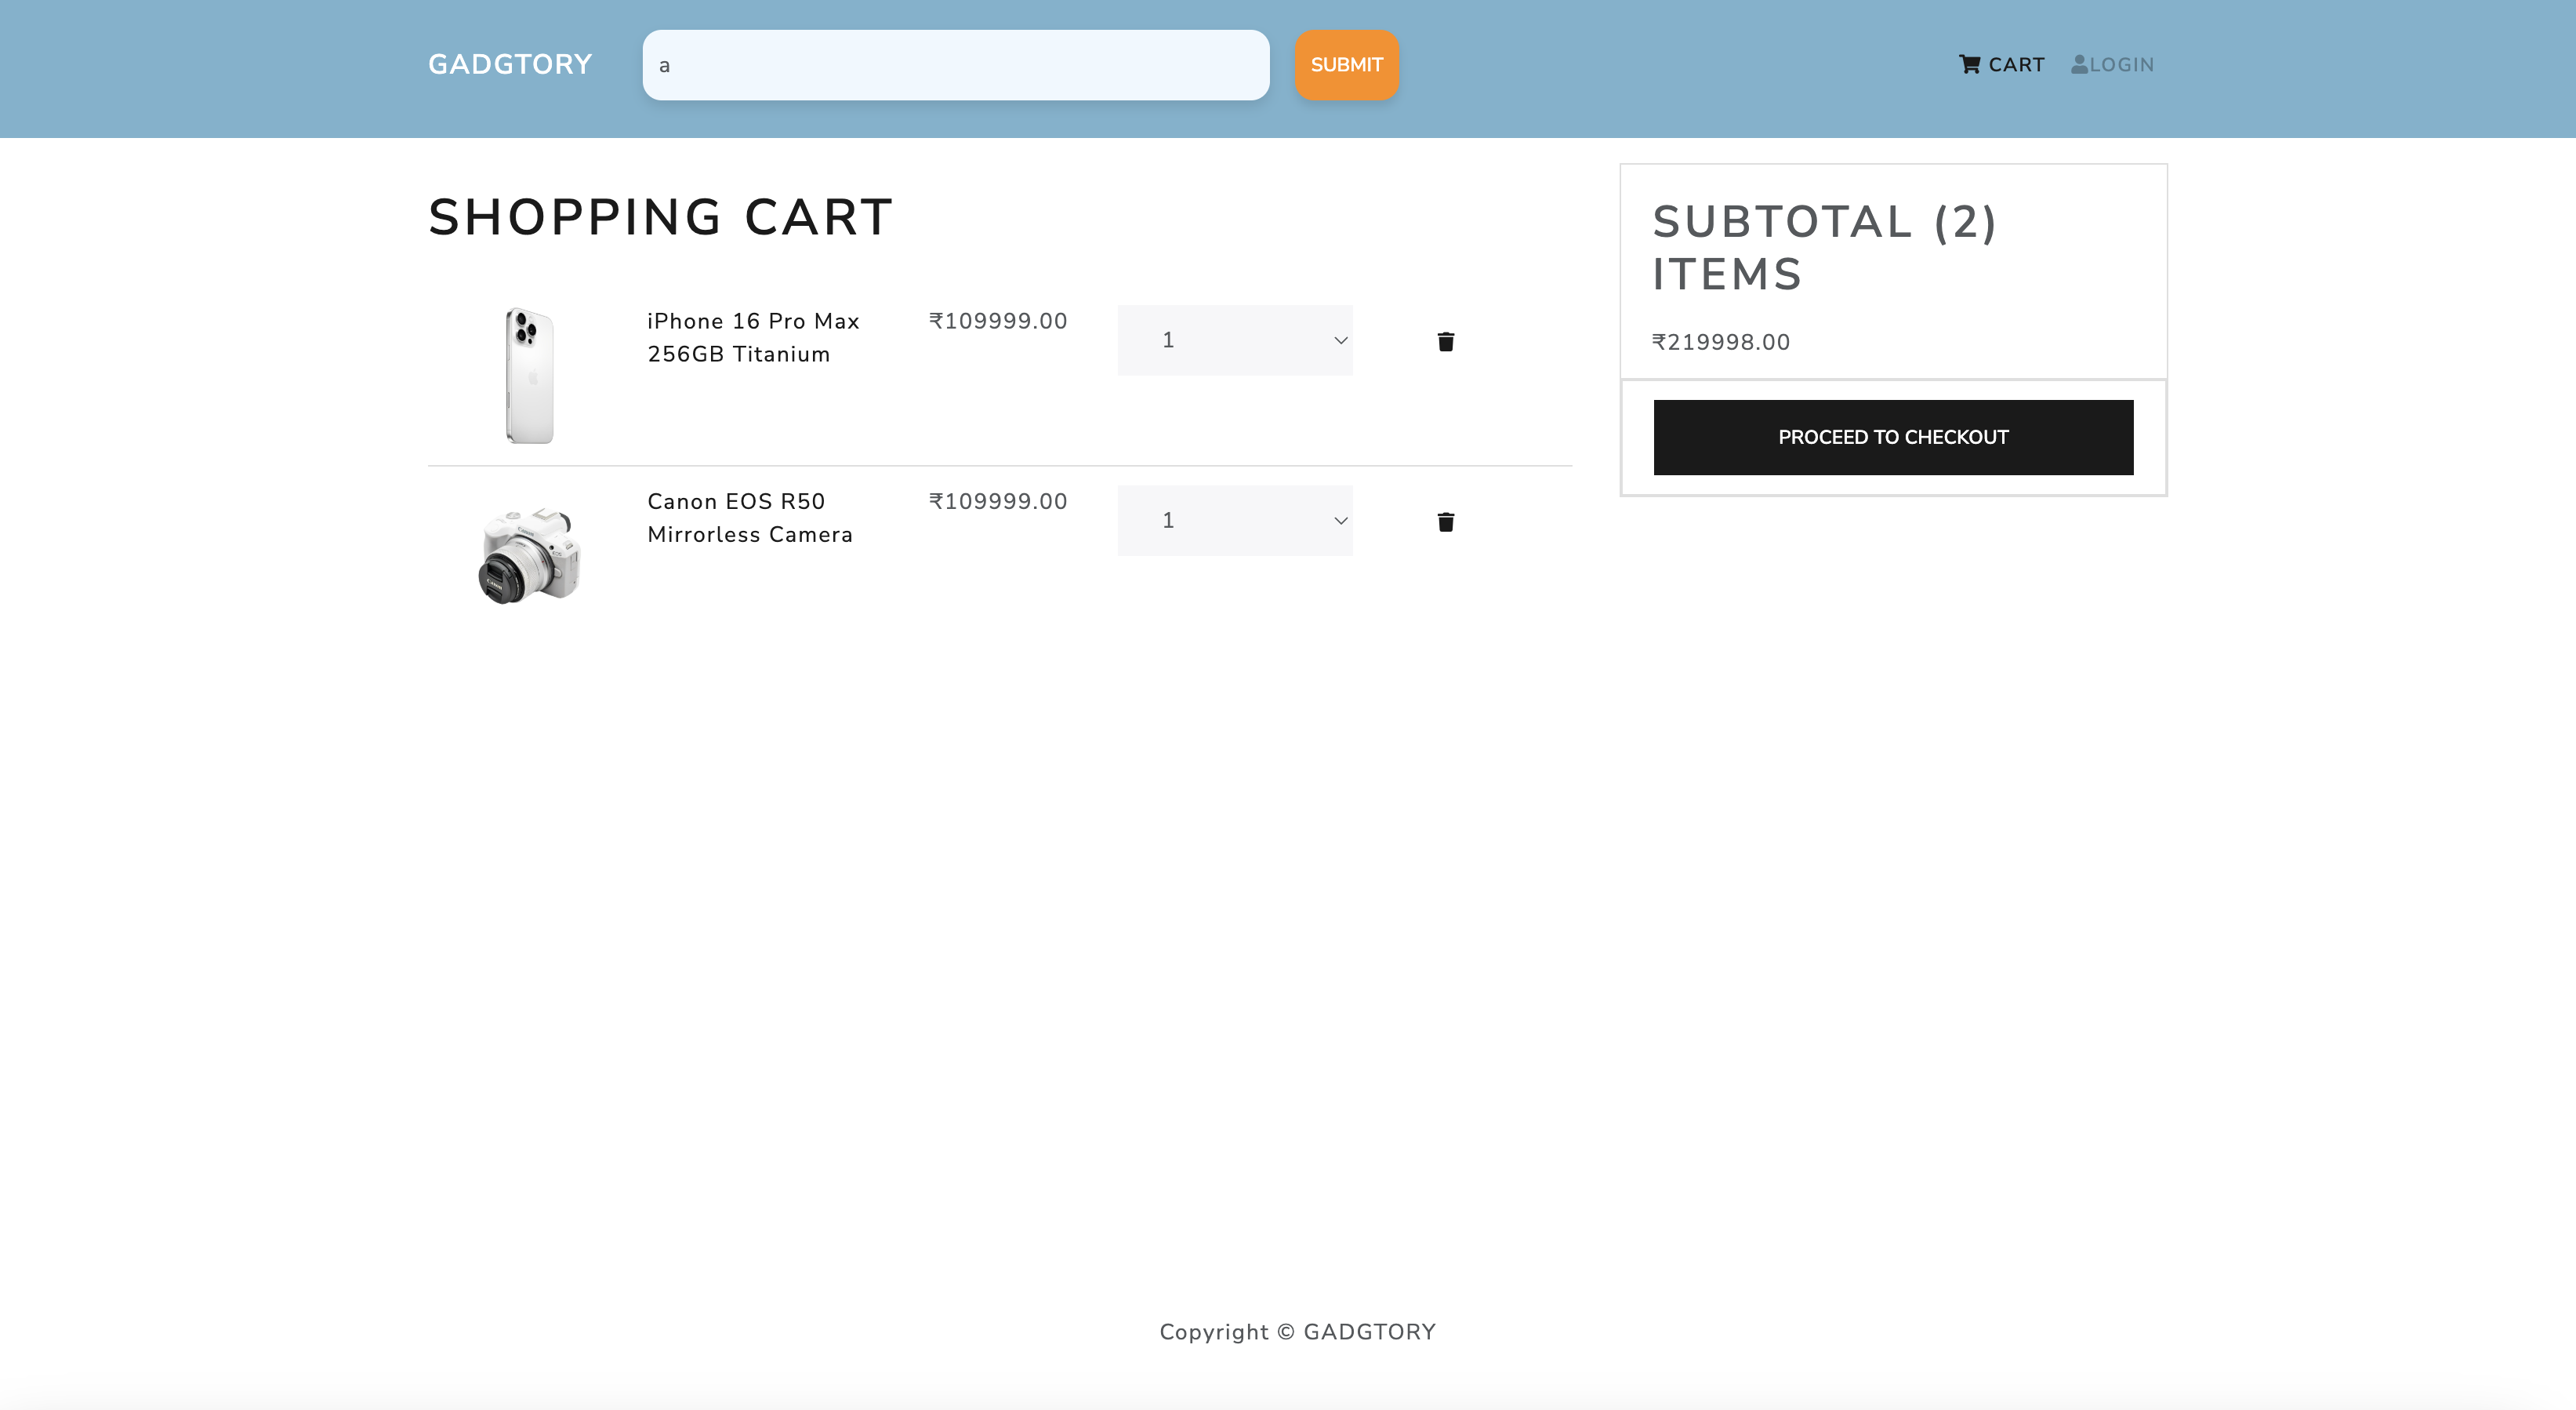 GADGTORY
a
SUBMIT
CART
LOGIN
SHOPPING CART
iPhone 16 Pro Max
256GB Titanium
₹109999.00
1
Canon EOS R50
Mirrorless Camera
₹109999.00
1
SUBTOTAL (2)
ITEMS
₹219998.00
PROCEED TO CHECKOUT
Copyright © GADGTORY